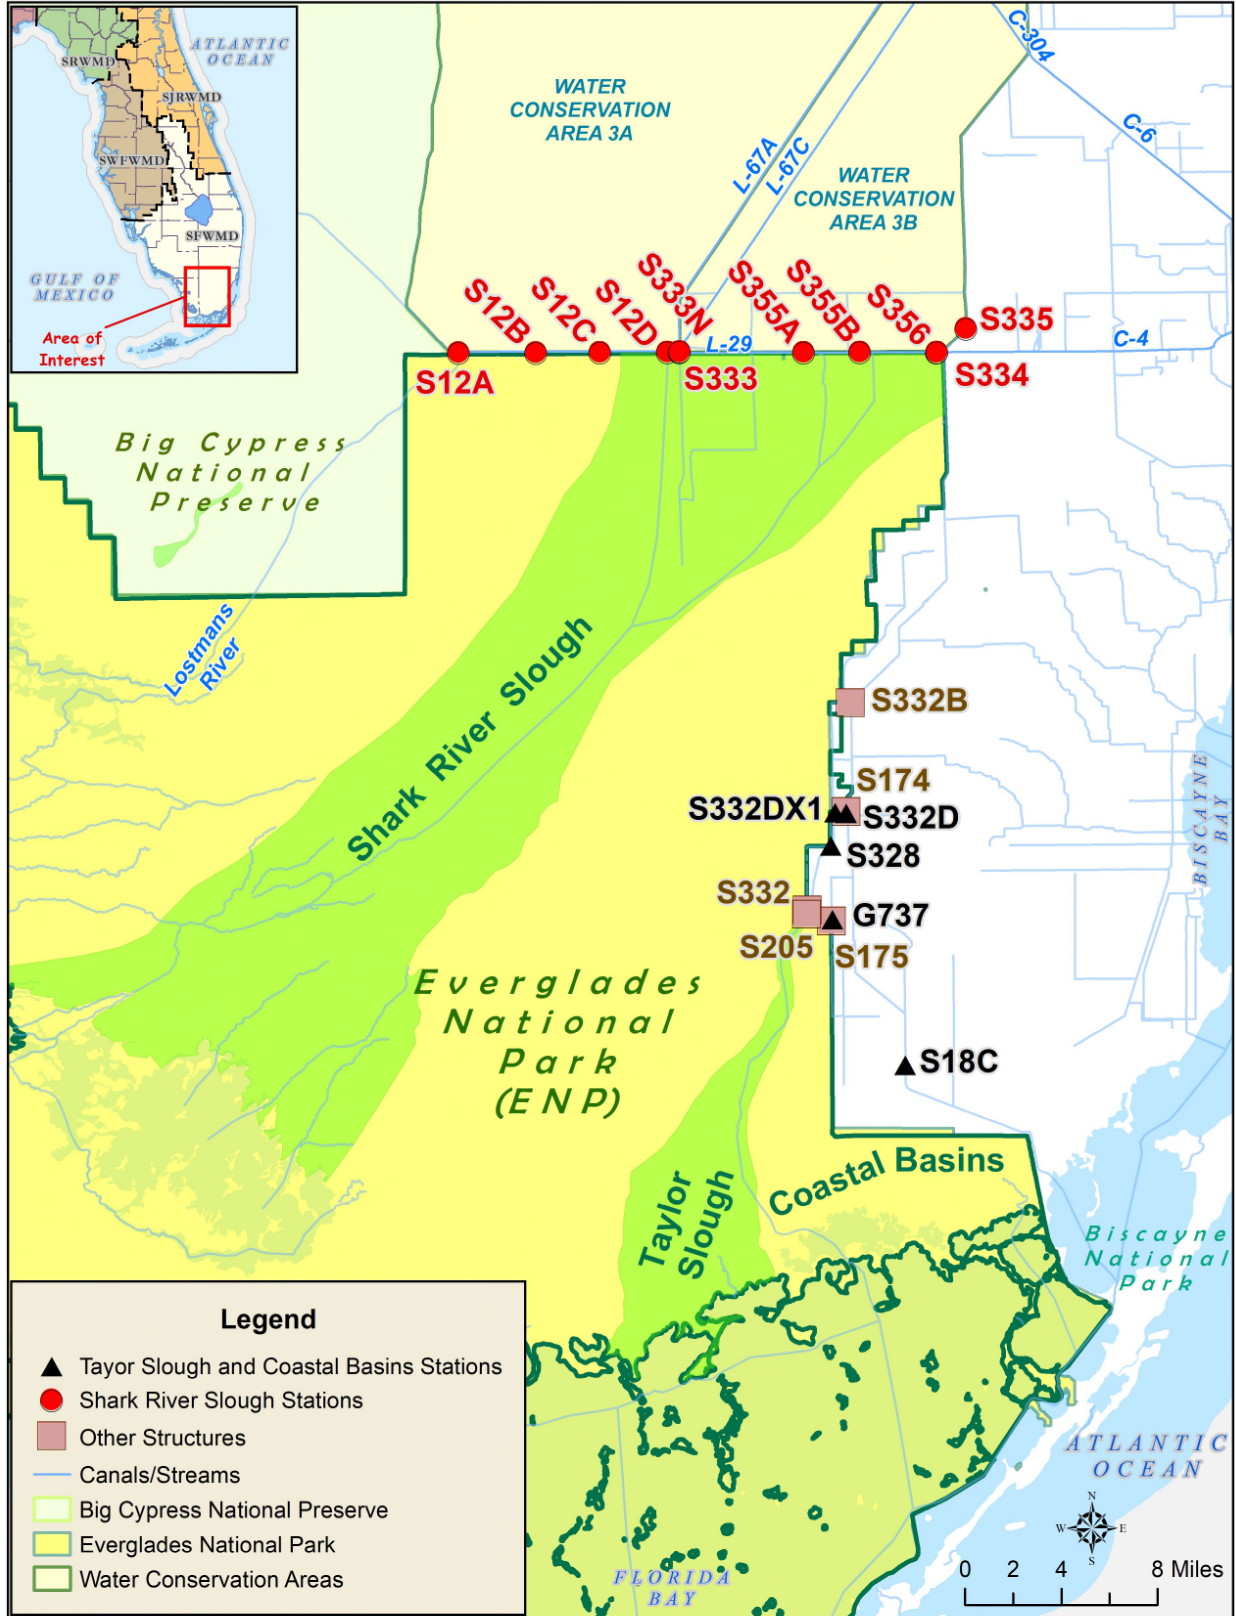 ATLANTIC
OCEAN
SRWMD
SJRWMD
SWFWMD
SFWMD
GULF OF
MEXICO
Area of
Interest
WATER
CONSERVATION
AREA 3A
L-67A
L-67C
WATER
CONSERVATION
AREA 3B
C-304
C-6
S12B
S12C
S12D
S333N
S355A
S355B
S356
S335
L-29
C-4
S12A
S333
S334
Big Cypress
National
Preserve
Lostmans
River
Shark River Slough
S332B
S174
S332DX1
S332D
S328
S332
G737
S205
S175
BISCAYNE
BAY
Everglades
National
Park
(ENP)
S18C
Coastal Basins
Taylor
Slough
Biscayne
National
Park
Legend
Tayor Slough and Coastal Basins Stations
Shark River Slough Stations
Other Structures
Canals/Streams
Big Cypress National Preserve
Everglades National Park
Water Conservation Areas
FLORIDA
BAY
ATLANTIC
OCEAN
N
W E
S
0 2 4 8 Miles